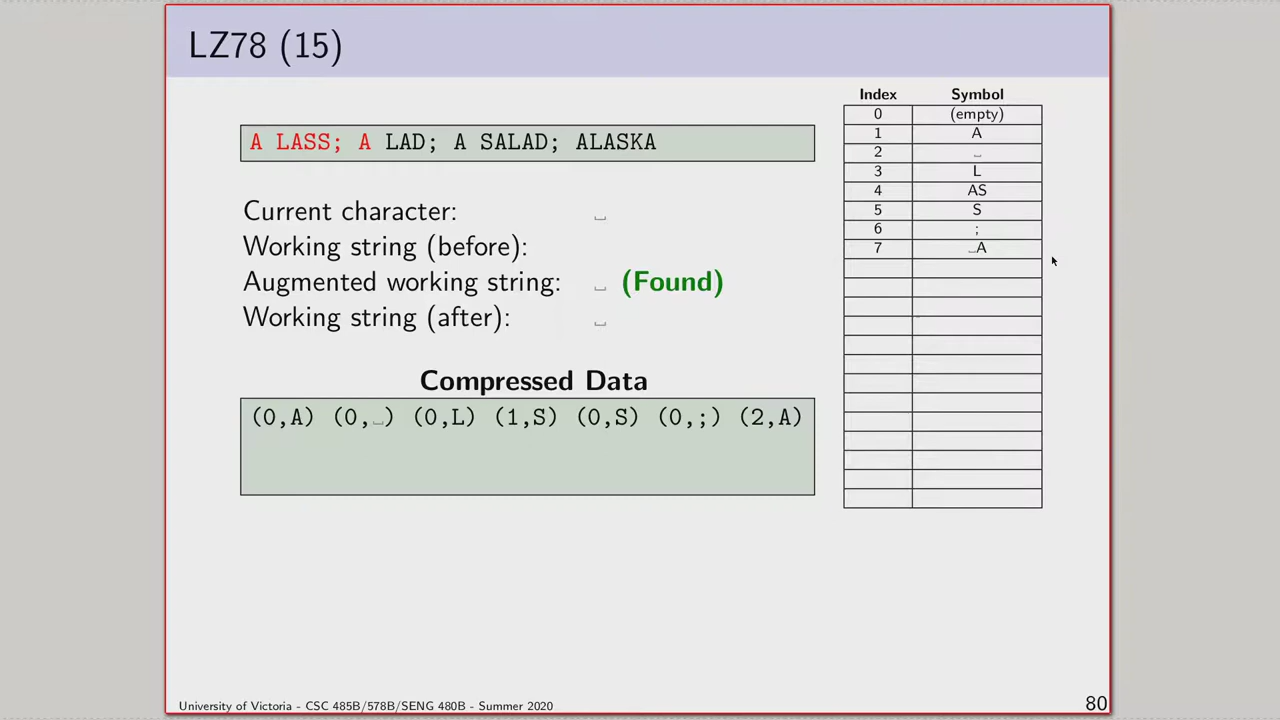 LZ78 (15)
A LASS; A LAD; A SALAD; ALASKA
Current character: ␣
Working string (before):
Augmented working string: ␣ (Found)
Working string (after): ␣
Compressed Data
(0,A) (0,␣) (0,L) (1,S) (0,S) (0,;) (2,A)
Index Symbol
0 (empty)
1 A
2 ␣
3 L
4 AS
5 S
6 ;
7 ␣A
University of Victoria - CSC 485B/578B/SENG 480B - Summer 2020
80